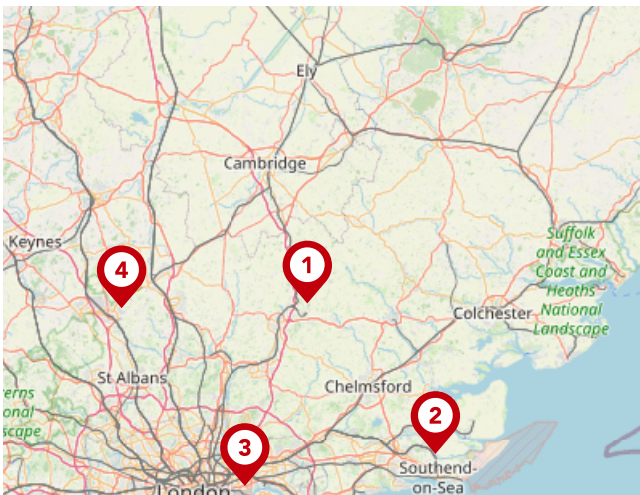 Ely
Cambridge
Keynes
Suffolk
and Essex
Coast and
Heaths
National
Landscape
4
1
Colchester
St Albans
Chelmsford
erns
onal
scape
2
3
Southend-
on-Sea
London